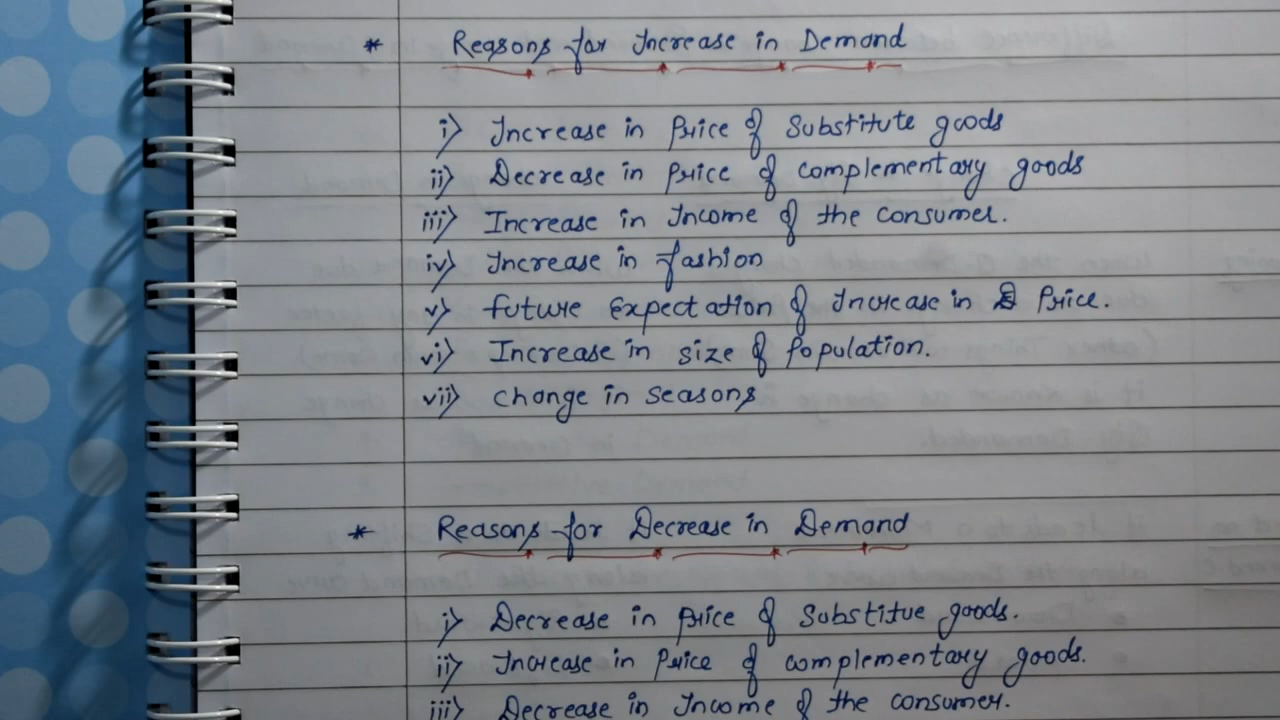 * Reasons for Increase in Demand
i) Increase in Price of Substitute goods
ii) Decrease in Price of complementary goods
iii) Increase in Income of the consumer.
iv) Increase in fashion
v) future Expectation of Increase in Price.
vi) Increase in size of Population.
vii) change in seasons
* Reasons for Decrease in Demand
i) Decrease in price of Substitue goods.
ii) Increase in Price of complementary goods.
iii) Decrease in Income of the consumer.